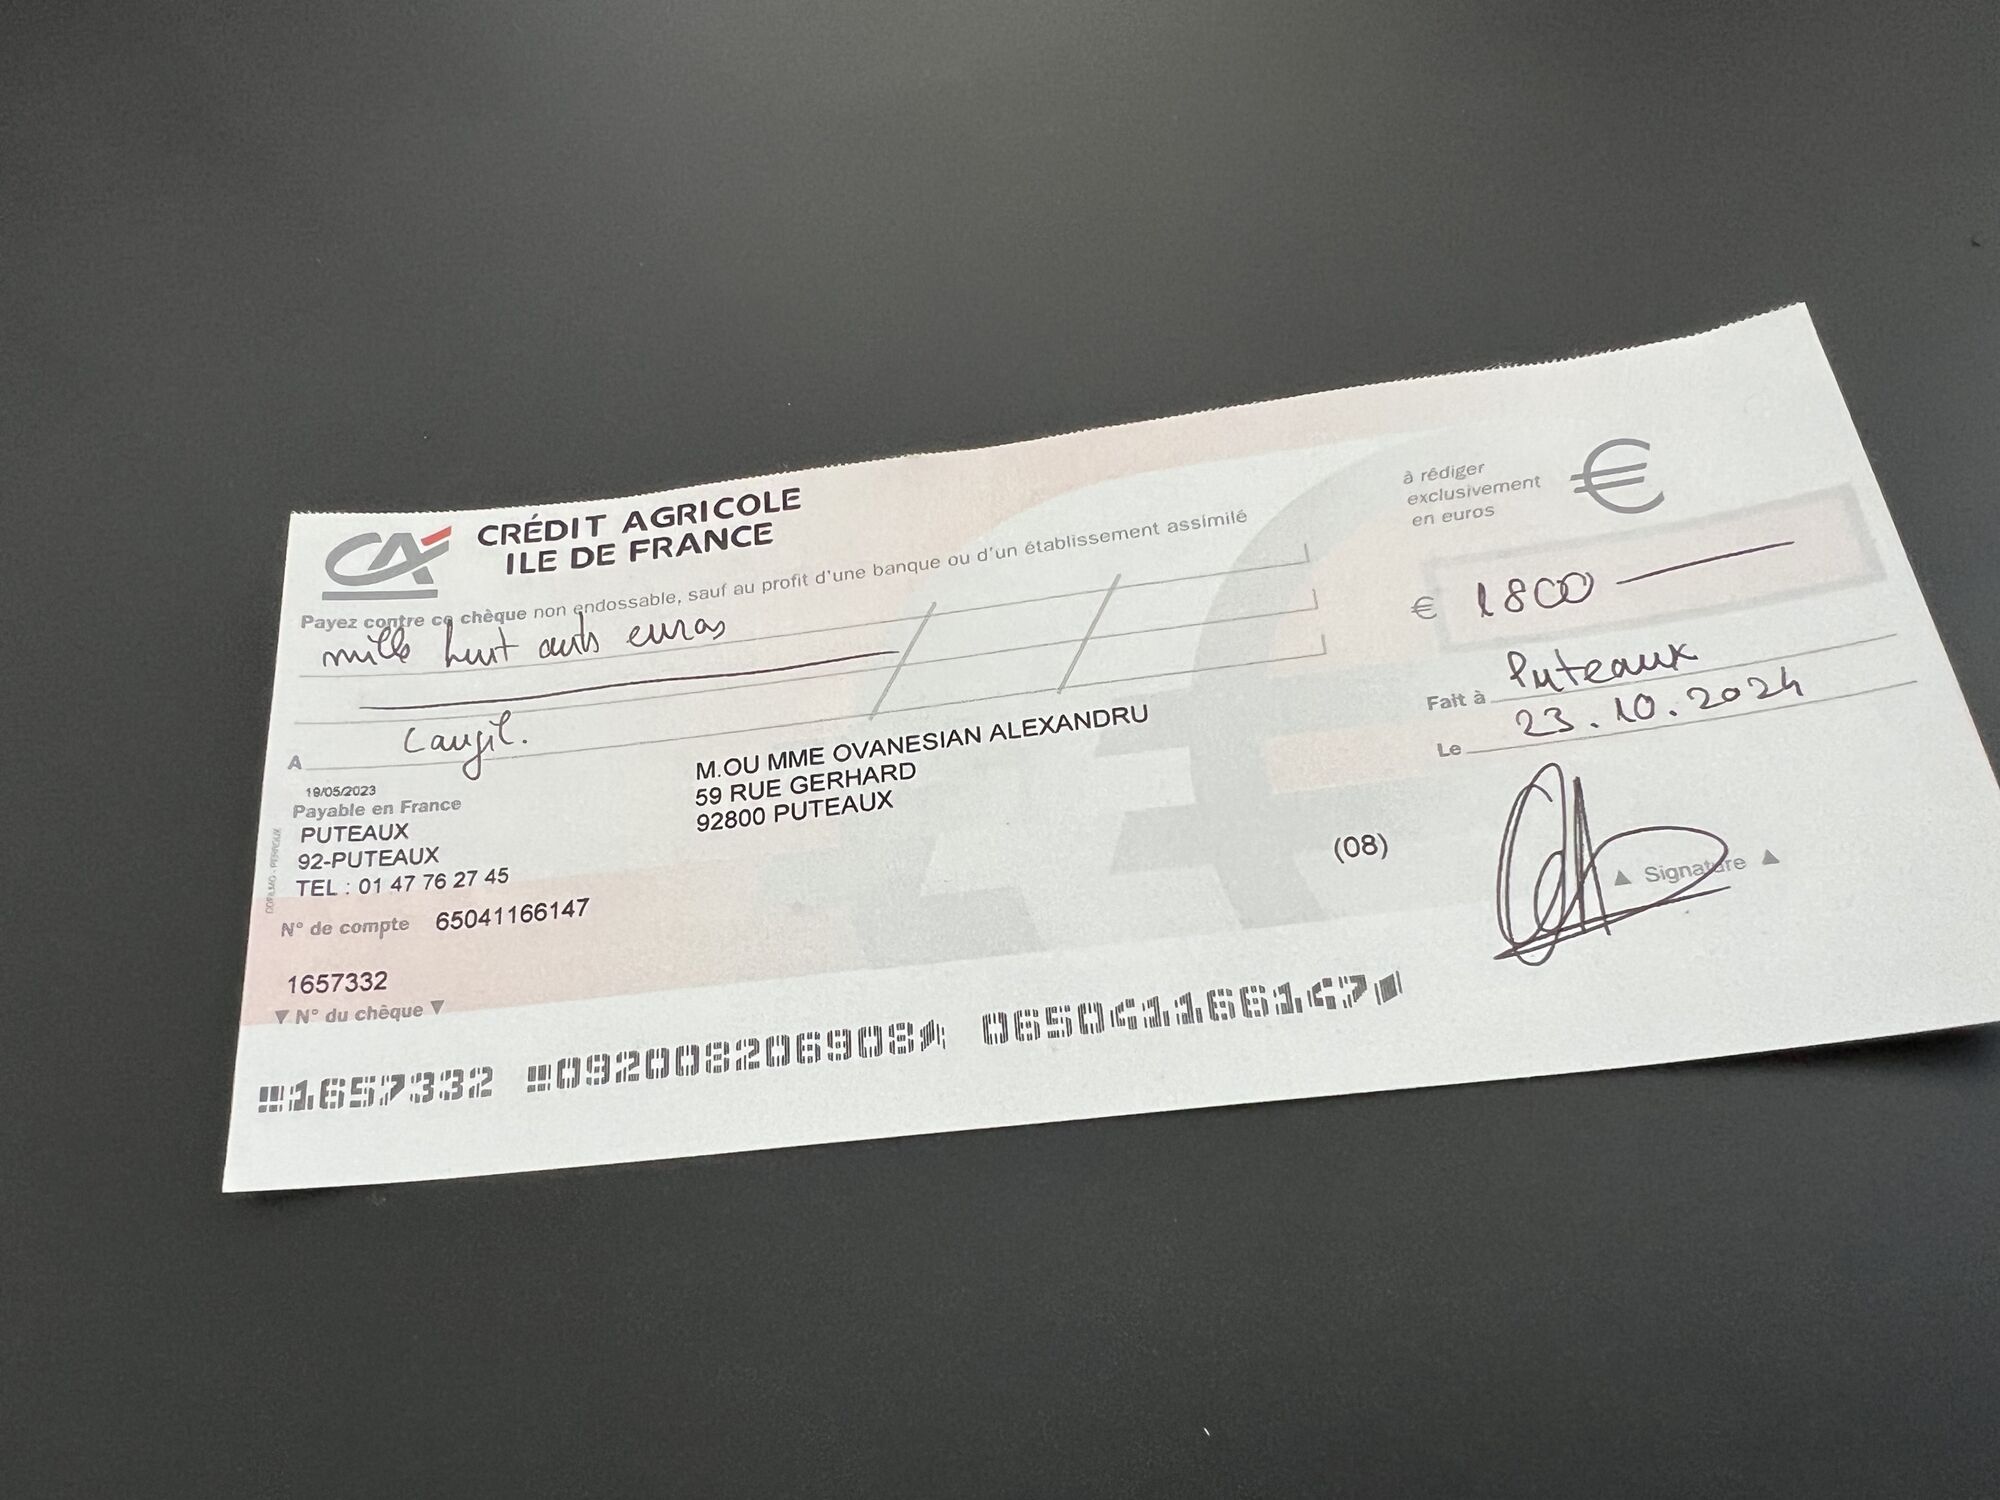 CA
CRÉDIT AGRICOLE
ILE DE FRANCE
à rédiger
exclusivement
en euros
€
Payez contre ce chèque non endossable, sauf au profit d'une banque ou d'un établissement assimilé
mille huit cents euros
€ 1800
A
Fait à Puteaux
Le 23.10.2024
19/05/2023
Payable en France
PUTEAUX
92-PUTEAUX
TEL : 01 47 76 27 45
M.OU MME OVANESIAN ALEXANDRU
59 RUE GERHARD
92800 PUTEAUX
(08)
▲ Signature ▲
N° de compte 65041166147
1657332
▼ N° du chèque ▼
1657332 092008206908 065041166147